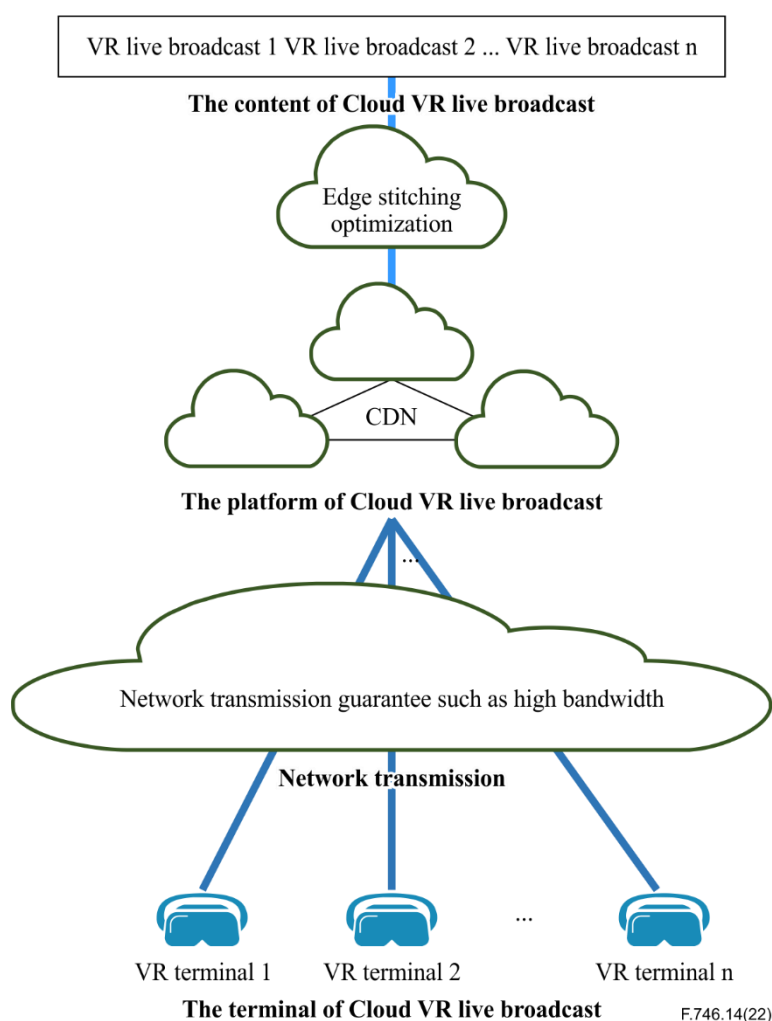 VR live broadcast 1 VR live broadcast 2 ... VR live broadcast n
The content of Cloud VR live broadcast
Edge stitching
optimization
CDN
The platform of Cloud VR live broadcast
...
Network transmission guarantee such as high bandwidth
Network transmission
...
VR terminal 1 VR terminal 2 VR terminal n
The terminal of Cloud VR live broadcast
F.746.14(22)